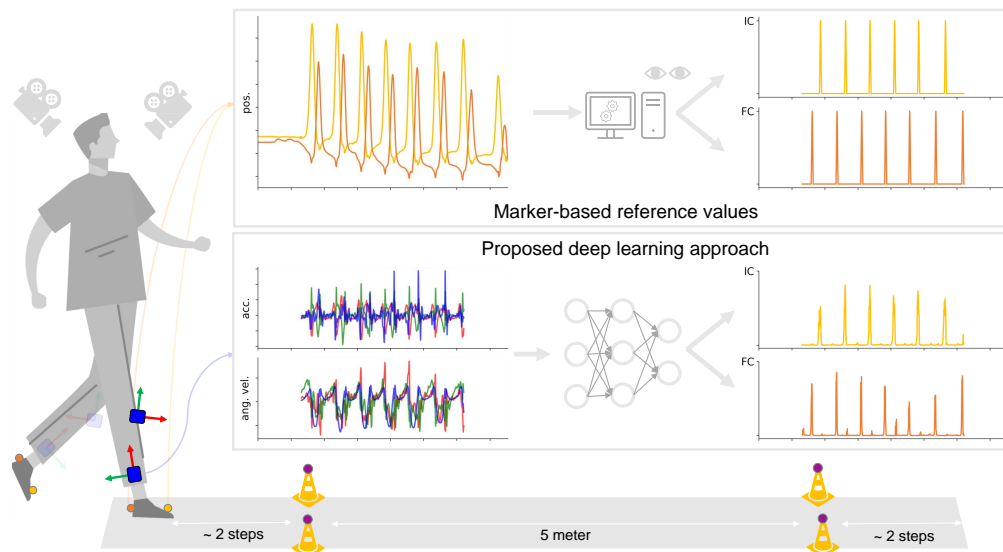 IC
pos.
FC
Marker-based reference values
Proposed deep learning approach
IC
acc.
FC
ang. vel.
~ 2 steps
5 meter
~ 2 steps